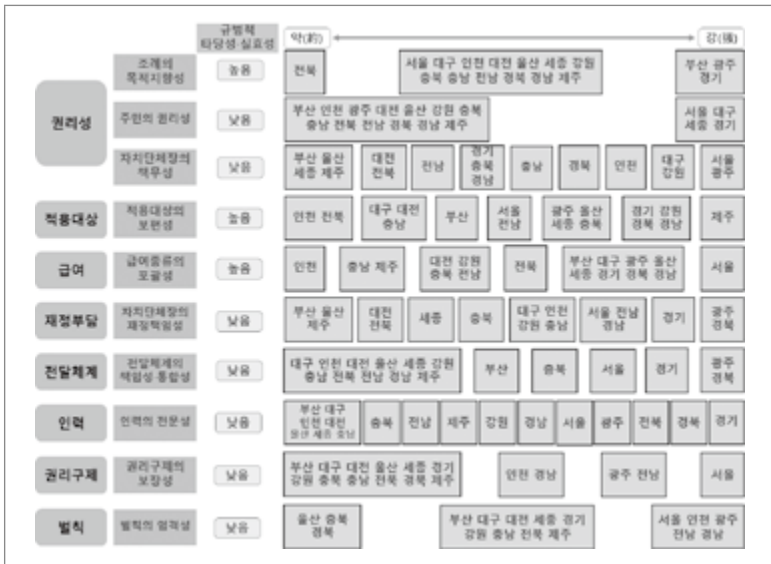 규범적
타당성 실효성
약(弱)
강(强)
권리성
조례의
목적지향성
높음
전북
서울 대구 인천 대전 울산 세종 강원
충북 충남 전남 경북 경남 제주
부산 광주
경기
주민의 권리성
낮음
부산 인천 광주 대전 울산 강원 충북
충남 전북 전남 경북 경남 제주
서울 대구
세종 경기
자치단체장의
책무성
낮음
부산 울산
세종 제주
대전
전북
전남
경기
충북
경남
충남
경북
인천
대구
강원
서울
광주
적용대상
적용대상의
보편성
높음
인천 전북
대구 대전
충남
부산
서울
전남
광주 울산
세종 충북
경기 강원
경북 경남
제주
급여
급여종류의
포괄성
높음
인천
충남 제주
대전 강원
충북 전남
전북
부산 대구 광주 울산
세종 경기 경북 경남
서울
재정부담
자치단체장의
재정책임성
낮음
부산 울산
제주
대전
전북
세종
충북
대구 인천
강원 충남
서울 전남
경남
경기
광주
경북
전달체계
전달체계의
책임성 통합성
낮음
대구 인천 대전 울산 세종 강원
충남 전북 전남 경남 제주
부산
충북
서울
경기
광주
경북
인력
인력의 전문성
낮음
부산 대구
인천 대전
울산 세종 충남
충북
전남
제주
강원
경남
서울
광주
전북
경북
경기
권리구제
권리구제의
보장성
낮음
부산 대구 대전 울산 세종 경기
강원 충북 충남 전북 경북 제주
인천 경남
광주 전남
서울
벌칙
벌칙의 엄격성
낮음
울산 충북
경북
부산 대구 대전 세종 경기
강원 충남 전북 제주
서울 인천 광주
전남 경남